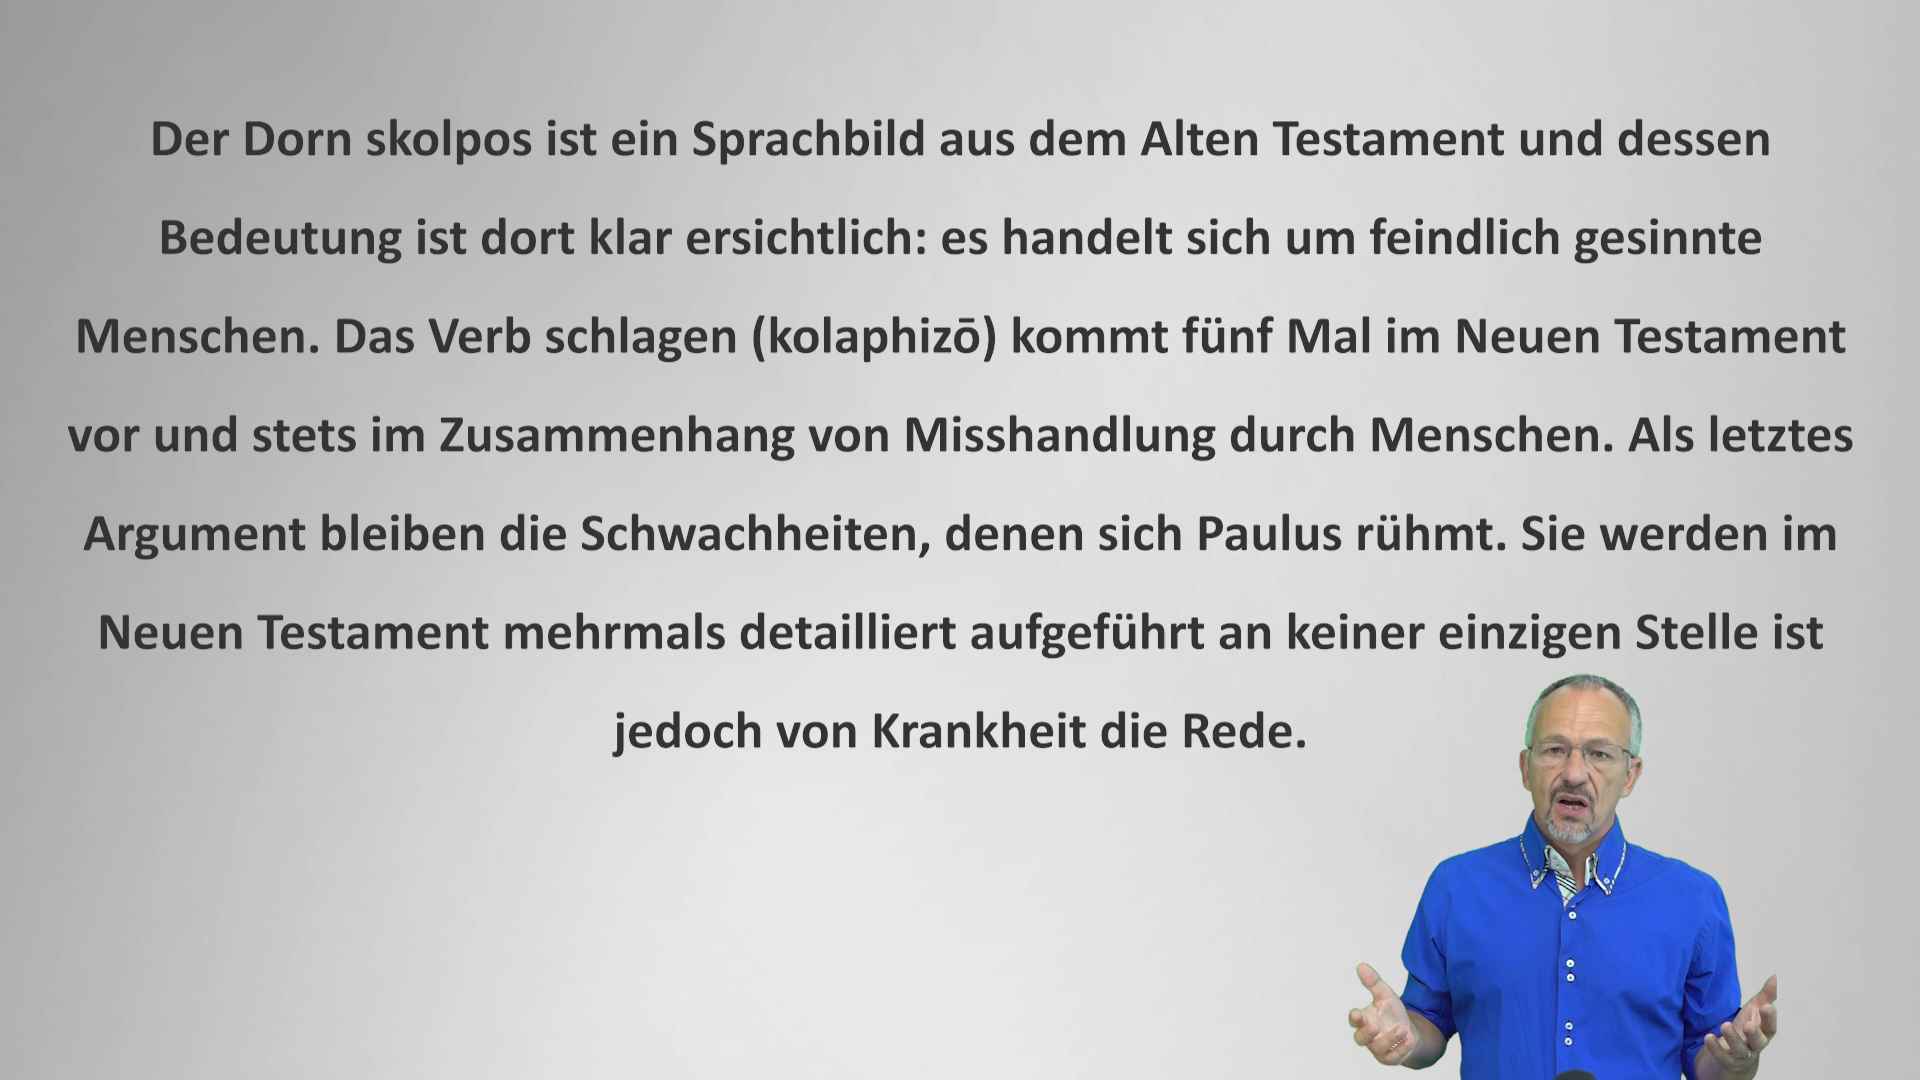 Der Dorn skolpos ist ein Sprachbild aus dem Alten Testament und dessen
Bedeutung ist dort klar ersichtlich: es handelt sich um feindlich gesinnte
Menschen. Das Verb schlagen (kolaphizō) kommt fünf Mal im Neuen Testament
vor und stets im Zusammenhang von Misshandlung durch Menschen. Als letztes
Argument bleiben die Schwachheiten, denen sich Paulus rühmt. Sie werden im
Neuen Testament mehrmals detailliert aufgeführt an keiner einzigen Stelle ist
jedoch von Krankheit die Rede.